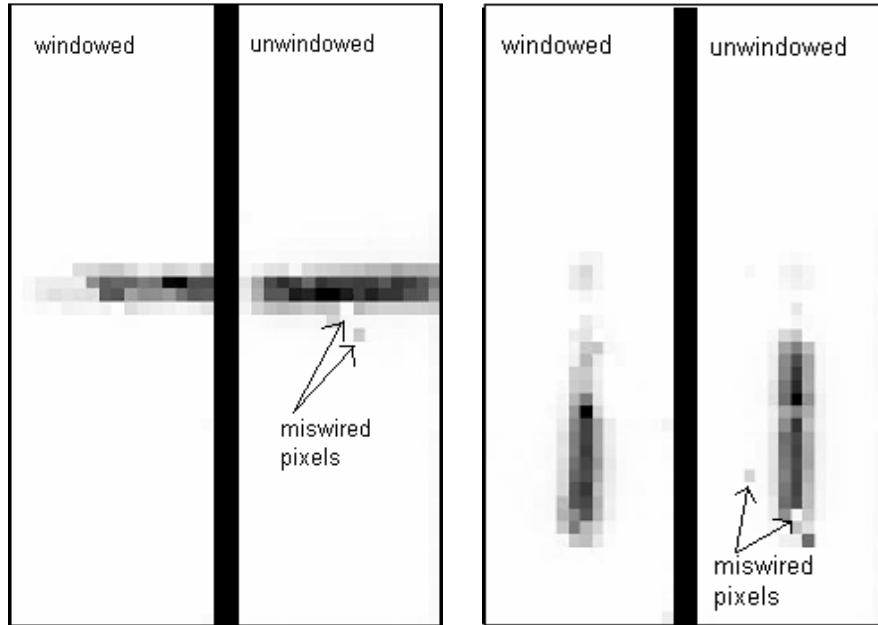 windowed
unwindowed
miswired
pixels
windowed
unwindowed
miswired
pixels